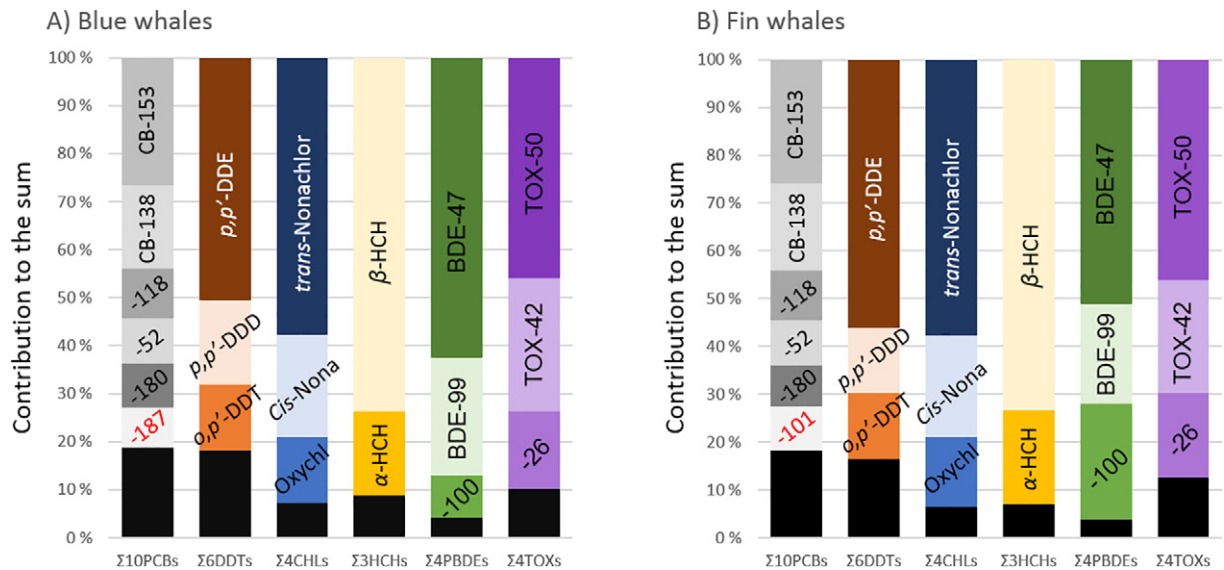 A) Blue whales
Contribution to the sum
100 %
90 %
80 %
70 %
60 %
50 %
40 %
30 %
20 %
10 %
0 %
CB-153
CB-138
-118
-52
-180
-187
p,p′-DDE
p,p′-DDD
o,p′-DDT
trans-Nonachlor
Cis-Nona
Oxychl
β-HCH
α-HCH
BDE-47
BDE-99
-100
TOX-50
TOX-42
-26
Σ10PCBs Σ6DDTs Σ4CHLs Σ3HCHs Σ4PBDEs Σ4TOXs
B) Fin whales
Contribution to the sum
100 %
90 %
80 %
70 %
60 %
50 %
40 %
30 %
20 %
10 %
0 %
CB-153
CB-138
-118
-52
-180
-101
p,p′-DDE
p,p′-DDD
o,p′-DDT
trans-Nonachlor
Cis-Nona
Oxychl
β-HCH
α-HCH
BDE-47
BDE-99
-100
TOX-50
TOX-42
-26
Σ10PCBs Σ6DDTs Σ4CHLs Σ3HCHs Σ4PBDEs Σ4TOXs